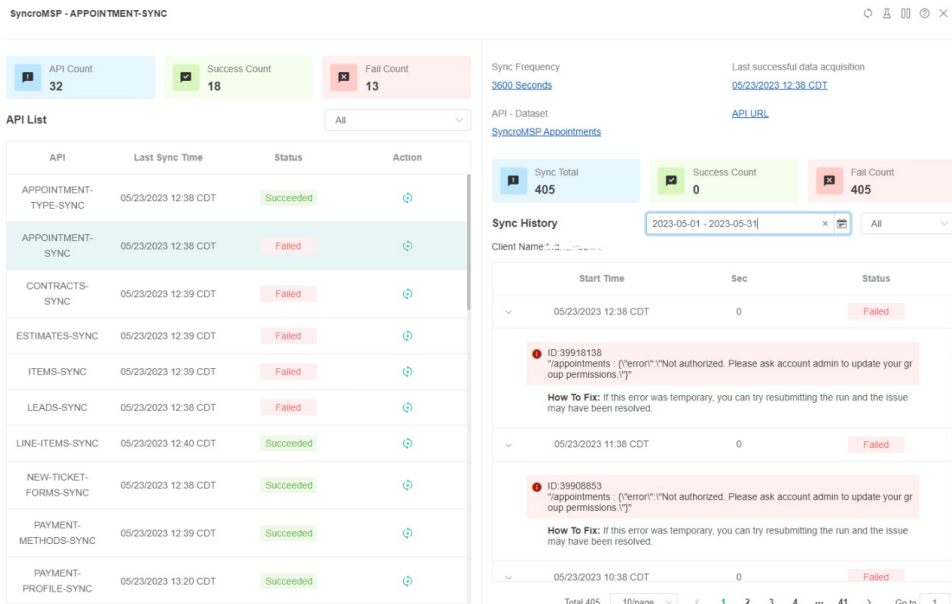 SyncroMSP - APPOINTMENT-SYNC
API Count
32
Success Count
18
Fail Count
13
API List
All
API Last Sync Time Status Action
APPOINTMENT-
TYPE-SYNC
05/23/2023 12:38 CDT Succeeded
APPOINTMENT-
SYNC
05/23/2023 12:38 CDT Failed
CONTRACTS-
SYNC
05/23/2023 12:39 CDT Failed
ESTIMATES-SYNC 05/23/2023 12:39 CDT Failed
ITEMS-SYNC 05/23/2023 12:39 CDT Failed
LEADS-SYNC 05/23/2023 12:38 CDT Failed
LINE-ITEMS-SYNC 05/23/2023 12:40 CDT Succeeded
NEW-TICKET-
FORMS-SYNC
05/23/2023 12:38 CDT Succeeded
PAYMENT-
METHODS-SYNC
05/23/2023 12:39 CDT Succeeded
PAYMENT-
PROFILE-SYNC
05/23/2023 13:20 CDT Succeeded
Sync Frequency
3600 Seconds
Last successful data acquisition
05/23/2023 12:38 CDT
API - Dataset
SyncroMSP Appointments
API URL
Sync Total
405
Success Count
0
Fail Count
405
Sync History
2023-05-01 - 2023-05-31
All
Client Name:
Start Time Sec Status
05/23/2023 12:38 CDT 0 Failed
ID:39918138
"/appointments : {\"error\":\"Not authorized. Please ask account admin to update your gr
oup permissions.\"}"
How To Fix: If this error was temporary, you can try resubmitting the run and the issue
may have been resolved.
05/23/2023 11:38 CDT 0 Failed
ID:39908853
"/appointments : {\"error\":\"Not authorized. Please ask account admin to update your gr
oup permissions.\"}"
How To Fix: If this error was temporary, you can try resubmitting the run and the issue
may have been resolved.
05/23/2023 10:38 CDT 0 Failed
Total 405 10/page 1 2 3 4 ... 41 Go to 1